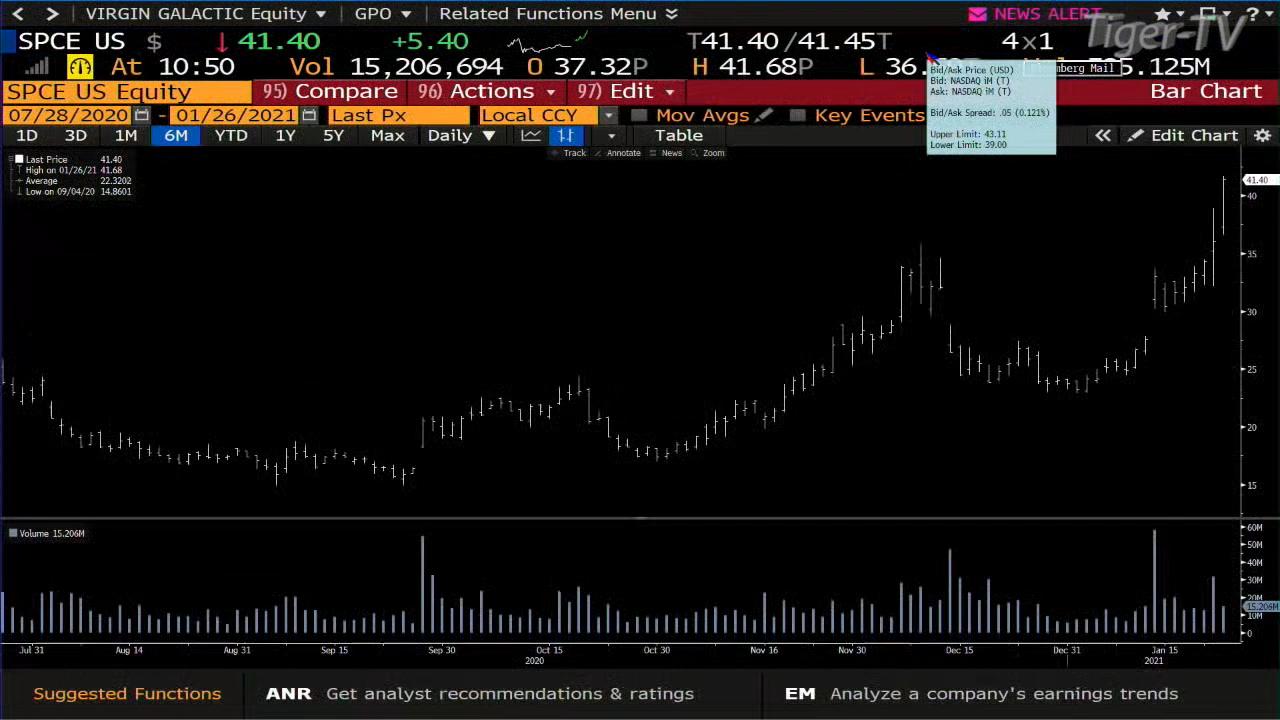 VIRGIN GALACTIC Equity GPO Related Functions Menu NEWS ALERT ?
Tiger-TV
SPCE US $ 41.40 +5.40 T41.40 /41.45T 4×1
At 10:50 Vol 15,206,694 O 37.32P H 41.68P L
.125M
SPCE US Equity 95) Compare 96) Actions 97) Edit Bar Chart
07/28/2020 - 01/26/2021 Last Px Local CCY Mov Avgs Key Events
Bid/Ask Price (USD)
Bid: NASDAQ iM (T)
Ask: NASDAQ iM (T)
Bid/Ask Spread: .05 (0.121%)
Upper Limit: 43.11
Lower Limit: 39.00
Mail
1D 3D 1M 6M YTD 1Y 5Y Max Daily Table Edit Chart
Track Annotate News Zoom
Last Price 41.40
High on 01/26/21 41.68
Average 22.3202
Low on 09/04/20 14.8601
41.40
40
35
30
25
20
15
Volume 15.206M
60M
50M
40M
30M
20M
15.206M
10M
0
Jul 31 Aug 14 Aug 31 Sep 15 Sep 30 Oct 15 Oct 30 Nov 16 Nov 30 Dec 15 Dec 31 Jan 15
2020 2021
Suggested Functions ANR Get analyst recommendations & ratings EM Analyze a company's earnings trends